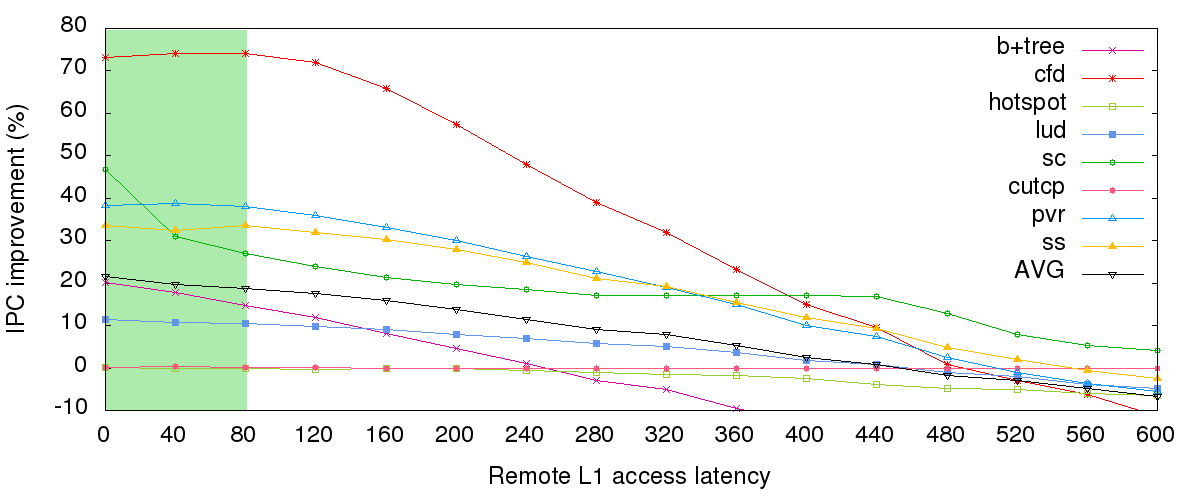 80
70
60
50
40
30
20
10
0
-10
IPC improvement (%)
b+tree
cfd
hotspot
lud
sc
cutcp
pvr
ss
AVG
0 40 80 120 160 200 240 280 320 360 400 440 480 520 560 600
Remote L1 access latency